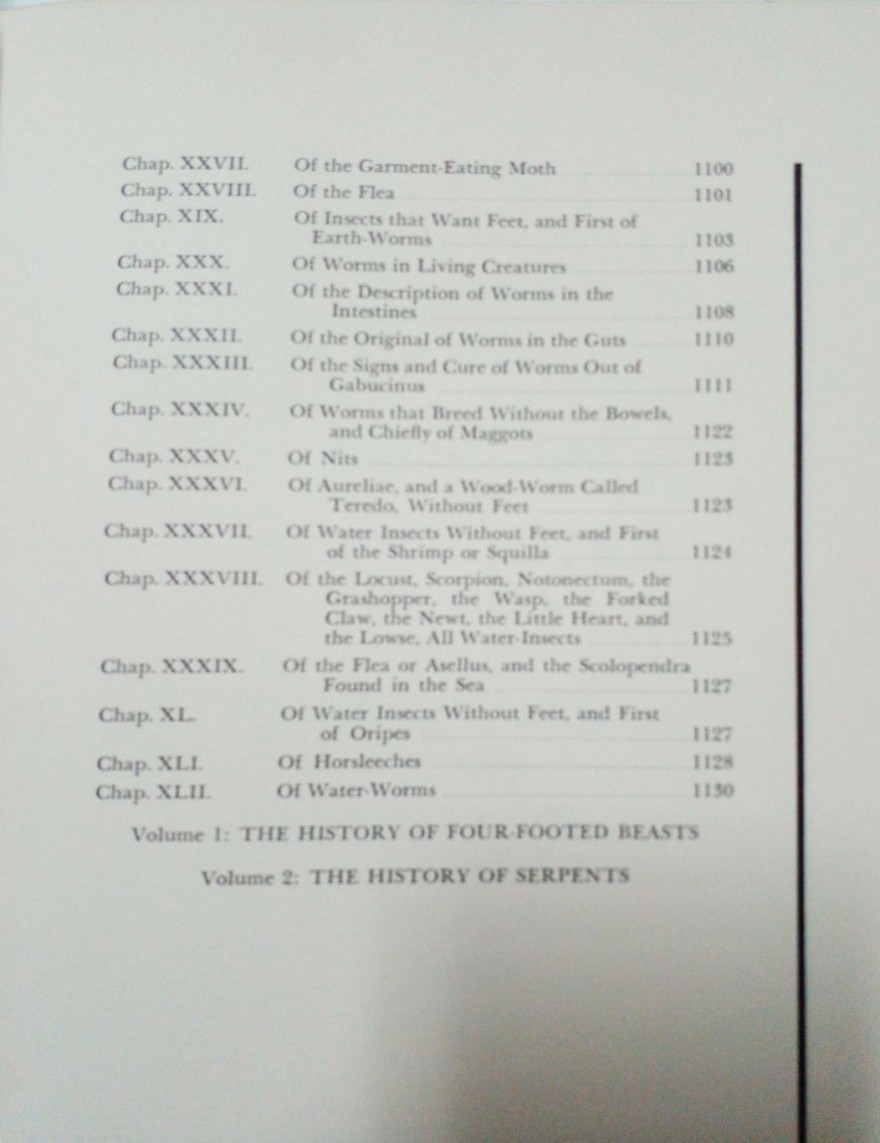 Chap. XXVII. Of the Garment-Eating Moth 1100
Chap. XXVIII. Of the Flea 1101
Chap. XIX. Of Insects that Want Feet, and First of
Earth-Worms 1103
Chap. XXX. Of Worms in Living Creatures 1106
Chap. XXXI. Of the Description of Worms in the
Intestines 1108
Chap. XXXII. Of the Original of Worms in the Guts 1110
Chap. XXXIII. Of the Signs and Cure of Worms Out of
Gabucinus 1111
Chap. XXXIV. Of Worms that Breed Without the Bowels,
and Chiefly of Maggots 1122
Chap. XXXV. Of Nits 1123
Chap. XXXVI. Of Aureliae, and a Wood-Worm Called
Teredo, Without Feet 1123
Chap. XXXVII. Of Water Insects Without Feet, and First
of the Shrimp or Squilla 1124
Chap. XXXVIII. Of the Locust, Scorpion, Notonectum, the
Grashopper, the Wasp, the Forked
Claw, the Newt, the Little Heart, and
the Lowse, All Water-Insects 1125
Chap. XXXIX. Of the Flea or Asellus, and the Scolopendra
Found in the Sea 1127
Chap. XL. Of Water Insects Without Feet, and First
of Oripes 1127
Chap. XLI. Of Horsleeches 1128
Chap. XLII. Of Water-Worms 1130
Volume 1: THE HISTORY OF FOUR-FOOTED BEASTS
Volume 2: THE HISTORY OF SERPENTS